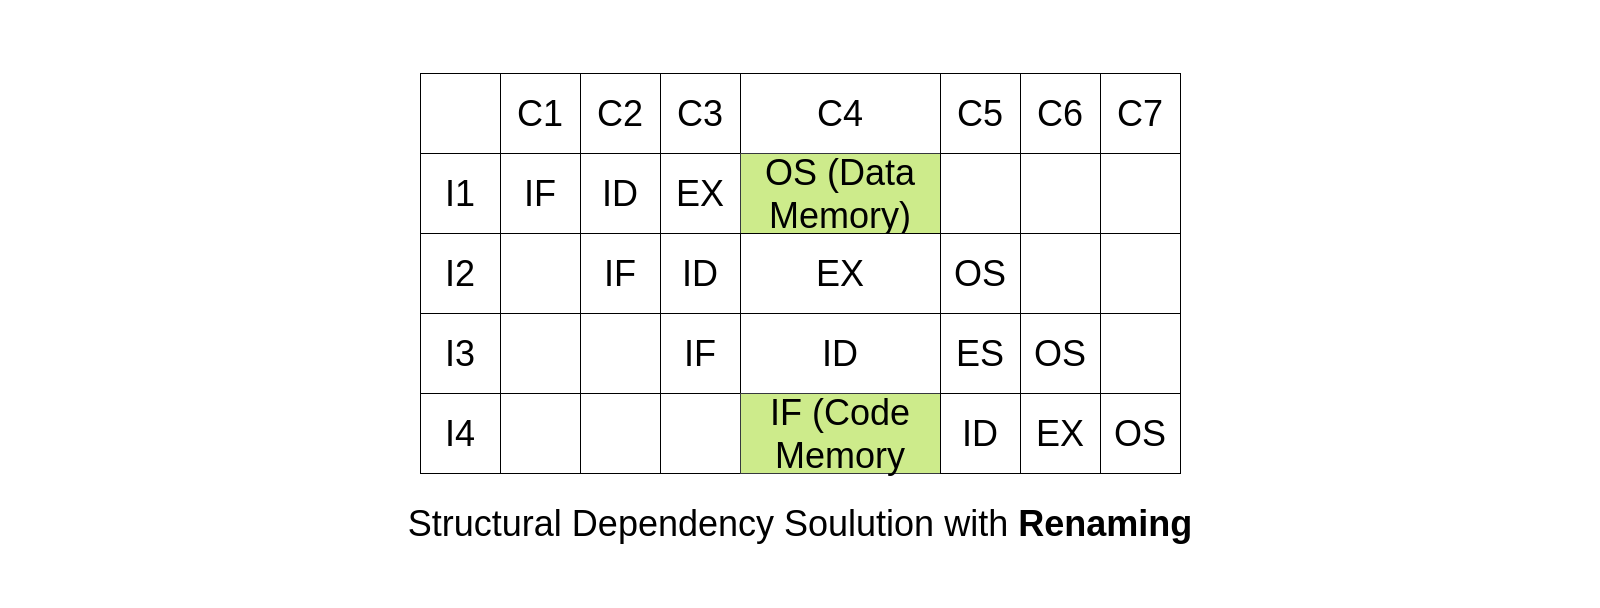 C1 C2 C3 C4 C5 C6 C7
I1 IF ID EX OS (Data
Memory)
I2 IF ID EX OS
I3 IF ID ES OS
I4 IF (Code
Memory ID EX OS
Structural Dependency Soulution with Renaming